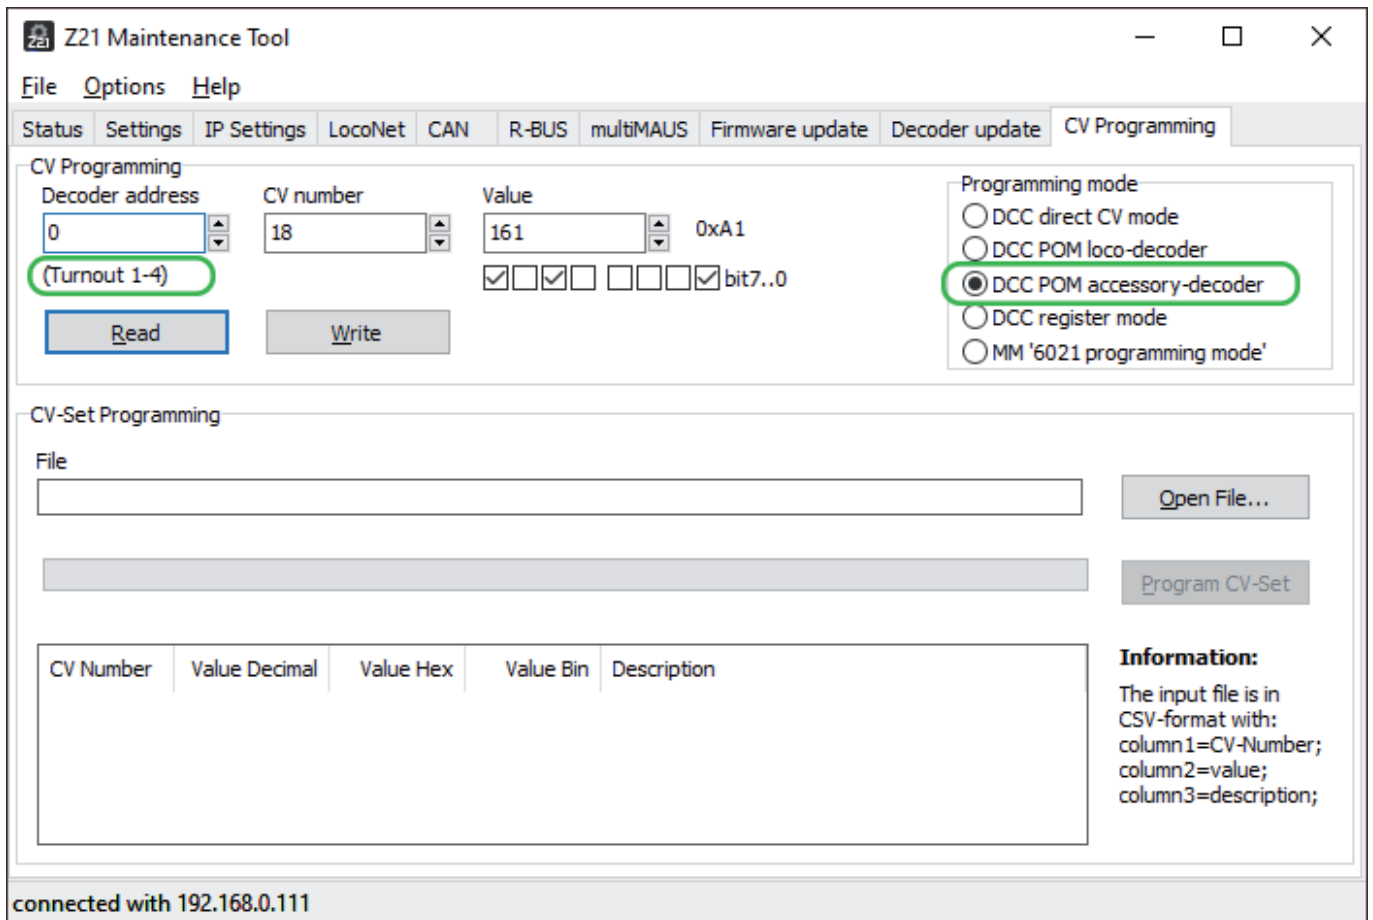 Z21 Maintenance Tool
File Options Help
Status Settings IP Settings LocoNet CAN R-BUS multiMAUS Firmware update Decoder update CV Programming
CV Programming
Decoder address CV number Value
0 18 161 0xA1
(Turnout 1-4)
bit7..0
Read Write
Programming mode
DCC direct CV mode
DCC POM loco-decoder
DCC POM accessory-decoder
DCC register mode
MM '6021 programming mode'
CV-Set Programming
File
Open File...
Program CV-Set
CV Number Value Decimal Value Hex Value Bin Description
Information:
The input file is in
CSV-format with:
column1=CV-Number;
column2=value;
column3=description;
connected with 192.168.0.111